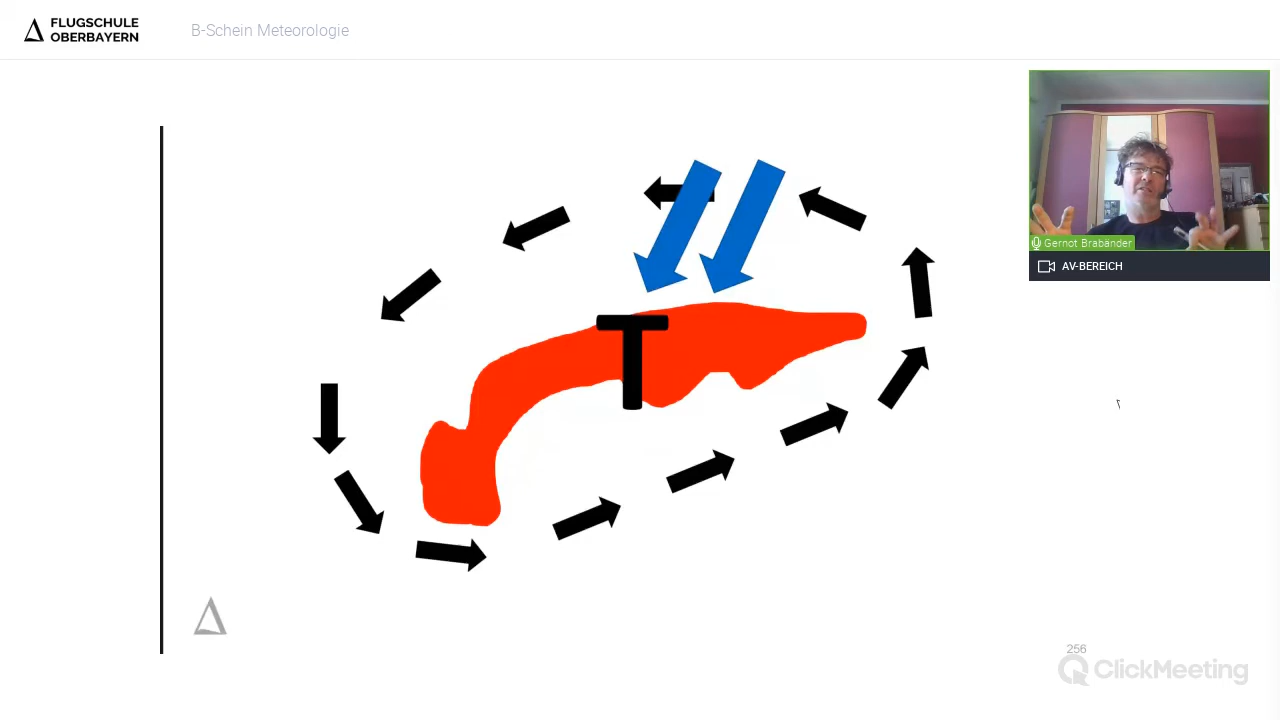 FLUGSCHULE
OBERBAYERN
B-Schein Meteorologie
Gernot Brabänder
AV-BEREICH
T
256
ClickMeeting